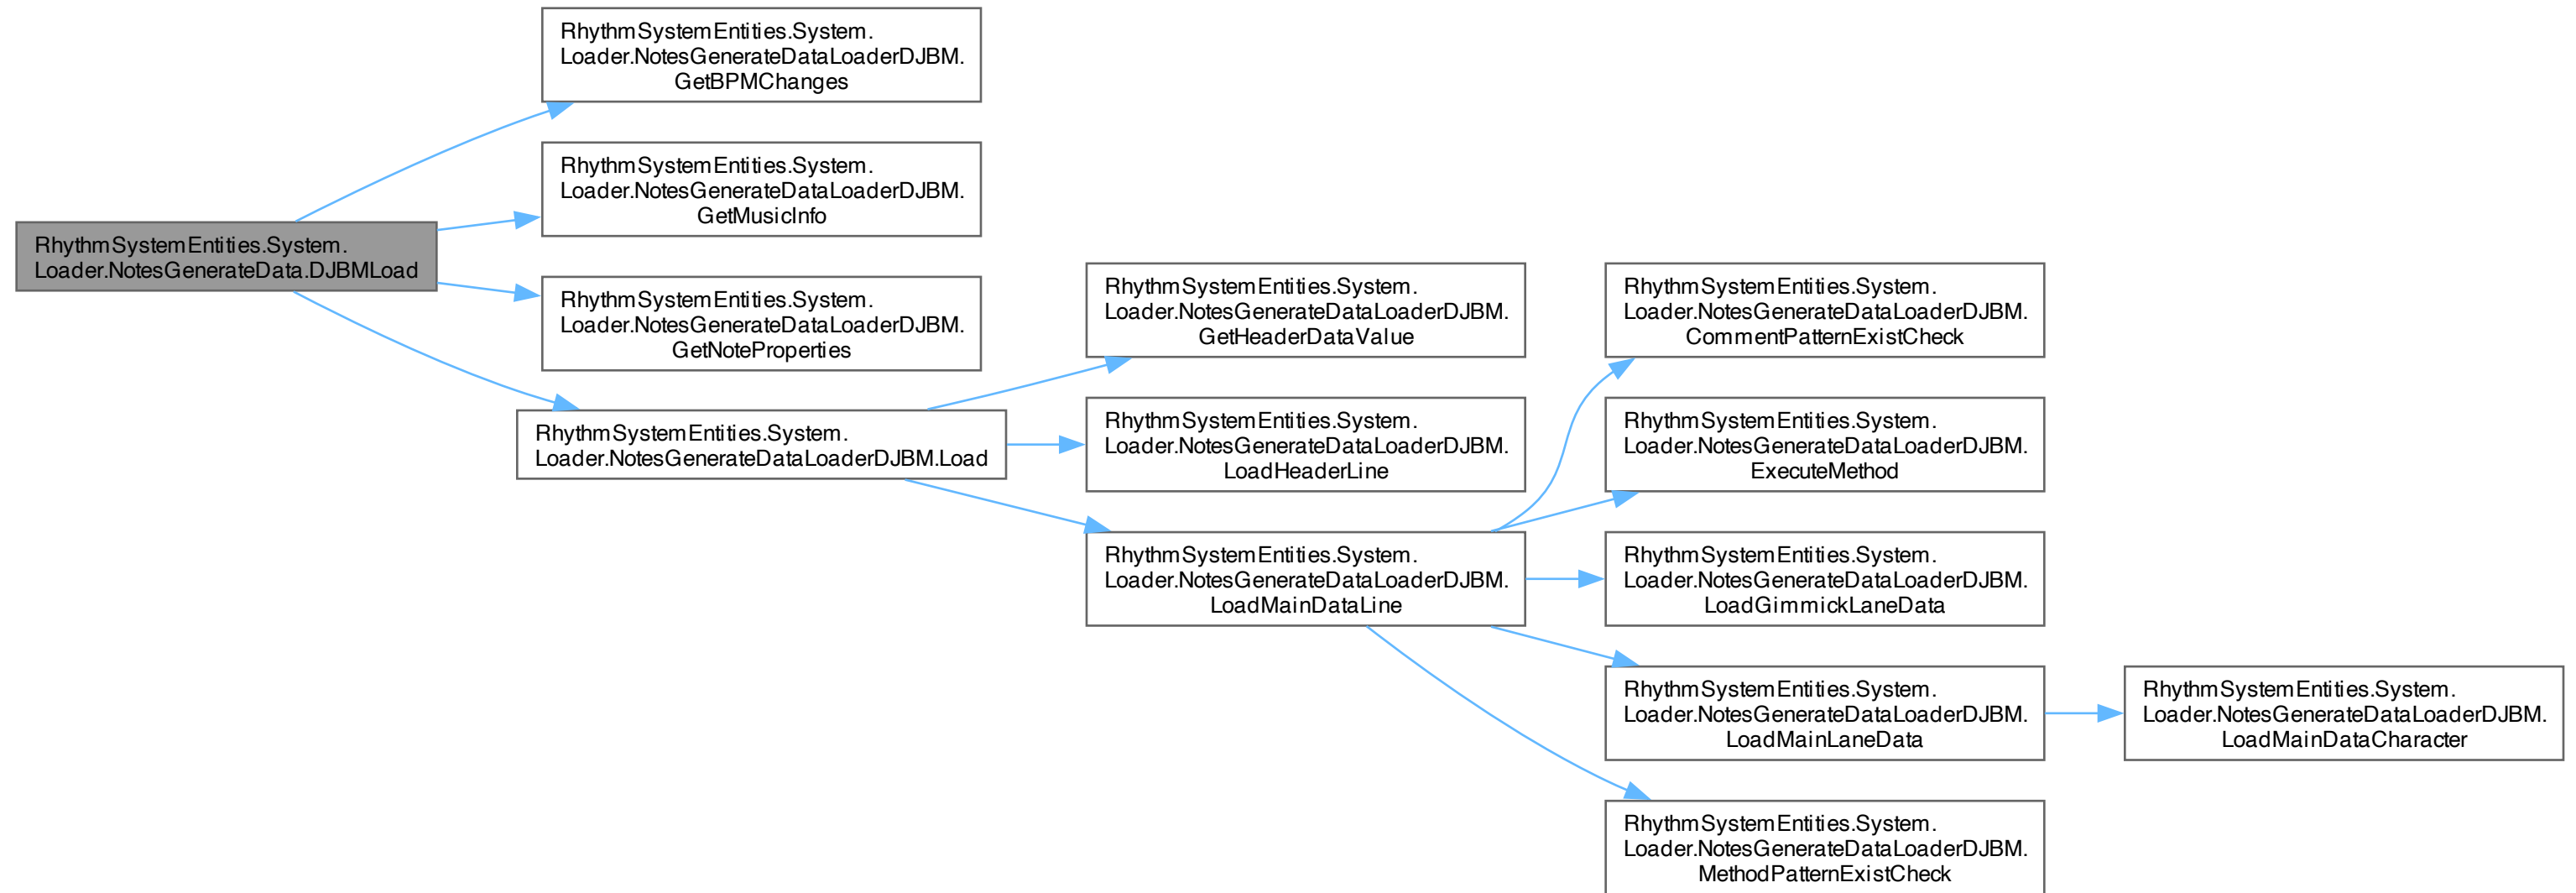 RhythmSystemEntities.System.
Loader.NotesGenerateData.DJBMLoad
RhythmSystemEntities.System.
Loader.NotesGenerateDataLoaderDJBM.
GetBPMChanges
RhythmSystemEntities.System.
Loader.NotesGenerateDataLoaderDJBM.
GetMusicInfo
RhythmSystemEntities.System.
Loader.NotesGenerateDataLoaderDJBM.
GetNoteProperties
RhythmSystemEntities.System.
Loader.NotesGenerateDataLoaderDJBM.Load
RhythmSystemEntities.System.
Loader.NotesGenerateDataLoaderDJBM.
GetHeaderDataValue
RhythmSystemEntities.System.
Loader.NotesGenerateDataLoaderDJBM.
LoadHeaderLine
RhythmSystemEntities.System.
Loader.NotesGenerateDataLoaderDJBM.
LoadMainDataLine
RhythmSystemEntities.System.
Loader.NotesGenerateDataLoaderDJBM.
CommentPatternExistCheck
RhythmSystemEntities.System.
Loader.NotesGenerateDataLoaderDJBM.
ExecuteMethod
RhythmSystemEntities.System.
Loader.NotesGenerateDataLoaderDJBM.
LoadGimmickLaneData
RhythmSystemEntities.System.
Loader.NotesGenerateDataLoaderDJBM.
LoadMainLaneData
RhythmSystemEntities.System.
Loader.NotesGenerateDataLoaderDJBM.
MethodPatternExistCheck
RhythmSystemEntities.System.
Loader.NotesGenerateDataLoaderDJBM.
LoadMainDataCharacter